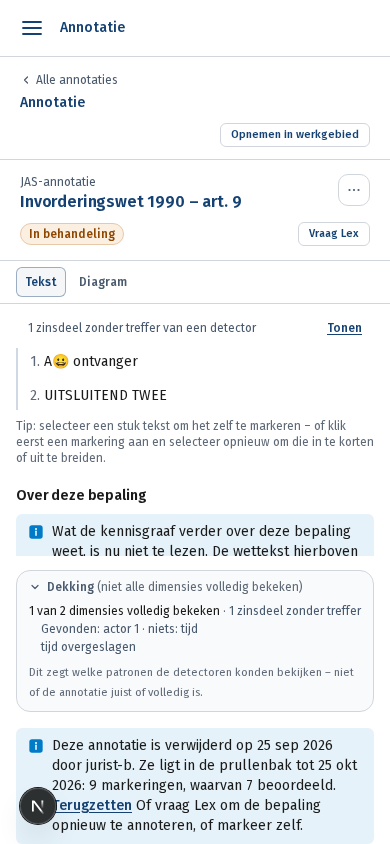 Annotatie
Alle annotaties
Annotatie
Opnemen in werkgebied
JAS-annotatie
Invorderingswet 1990 – art. 9
In behandeling
Vraag Lex
Tekst Diagram
1 zinsdeel zonder treffer van een detector Tonen
1. A😀 ontvanger
2. UITSLUITEND TWEE
Tip: selecteer een stuk tekst om het zelf te markeren – of klik
eerst een markering aan en selecteer opnieuw om die in te korten
of uit te breiden.
Over deze bepaling
Wat de kennisgraaf verder over deze bepaling
weet, is nu niet te lezen. De wettekst hierboven
Dekking (niet alle dimensies volledig bekeken)
1 van 2 dimensies volledig bekeken · 1 zinsdeel zonder treffer
Gevonden: actor 1 · niets: tijd
tijd overgeslagen
Dit zegt welke patronen de detectoren konden bekijken – niet
of de annotatie juist of volledig is.
Deze annotatie is verwijderd op 25 sep 2026
door jurist-b. Ze ligt in de prullenbak tot 25 okt
2026: 9 markeringen, waarvan 7 beoordeeld.
Terugzetten Of vraag Lex om de bepaling
opnieuw te annoteren, of markeer zelf.
N